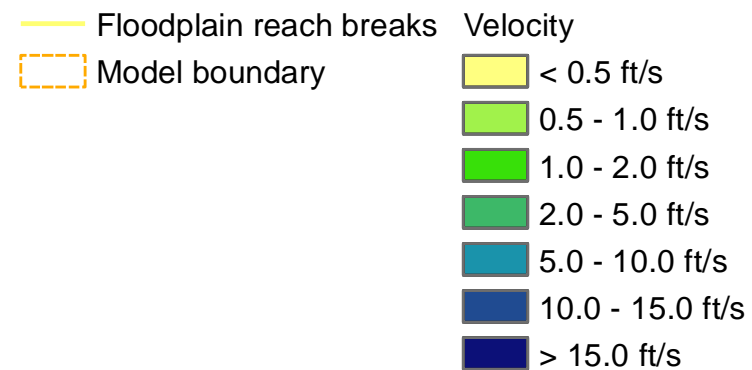 Floodplain reach breaks
Model boundary
Velocity
< 0.5 ft/s
0.5 - 1.0 ft/s
1.0 - 2.0 ft/s
2.0 - 5.0 ft/s
5.0 - 10.0 ft/s
10.0 - 15.0 ft/s
> 15.0 ft/s